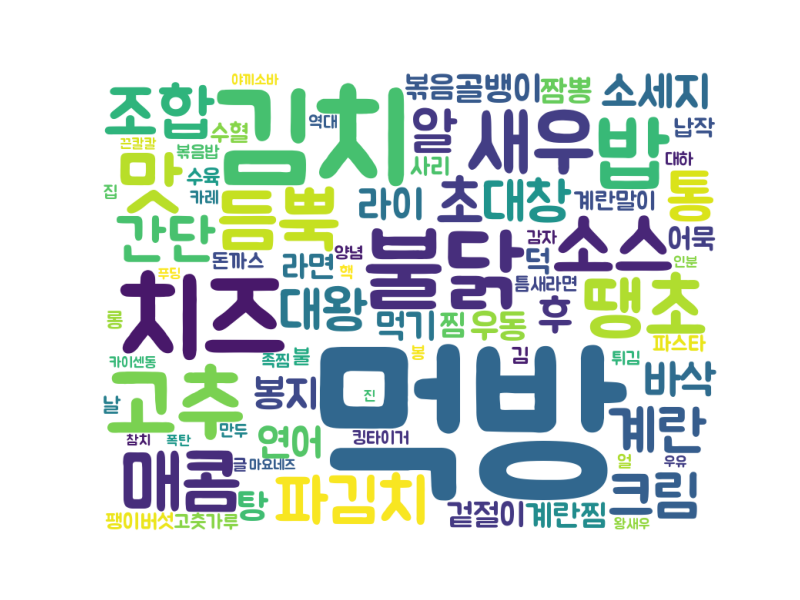 야끼소바
조합
김치
볶음
골뱅이
짬뽕
소세지
끈칼칼
수혈
역대
알
새우
밥
납작
맛
볶음밥
사리
대하
집
수육
카레
듬뿍
라이
초
대창
계란말이
통
간단
돈까스
양념
불닭
감자
소스
어묵
푸딩
라면
핵
덕
인분
치즈
대왕
틈새라면
땡초
롱
먹기
찜
우동
후
파스타
카이센동
고추
족찜
불
봉
김
튀김
바삭
날
봉지
진
먹방
계란
만두
참치
폭탄
연어
킹타이거
매콤
글
마요네즈
얼
우유
탕
파김치
크림
팽이버섯
고춧가루
겉절이
계란찜
왕새우